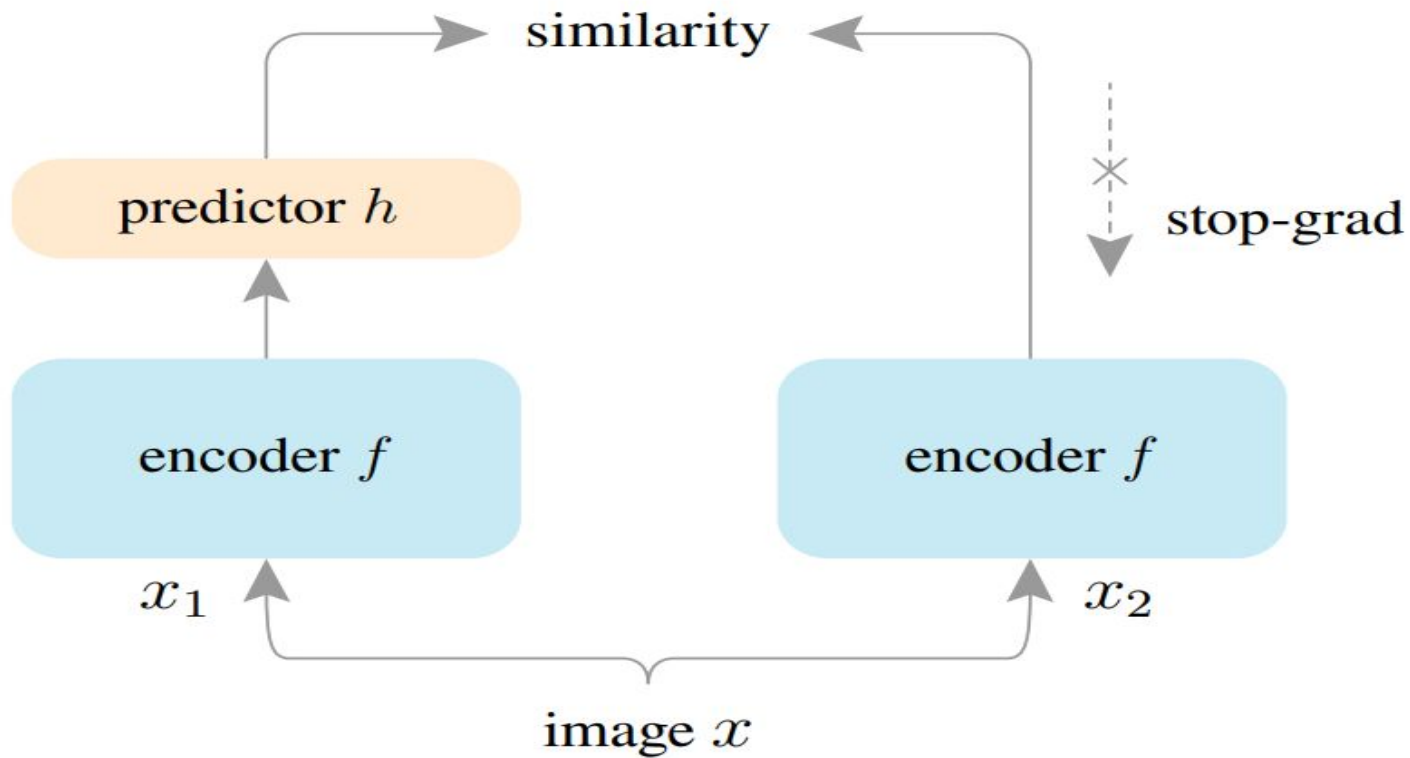 similarity
predictor h
stop-grad
encoder f
encoder f
x₁
x₂
image x